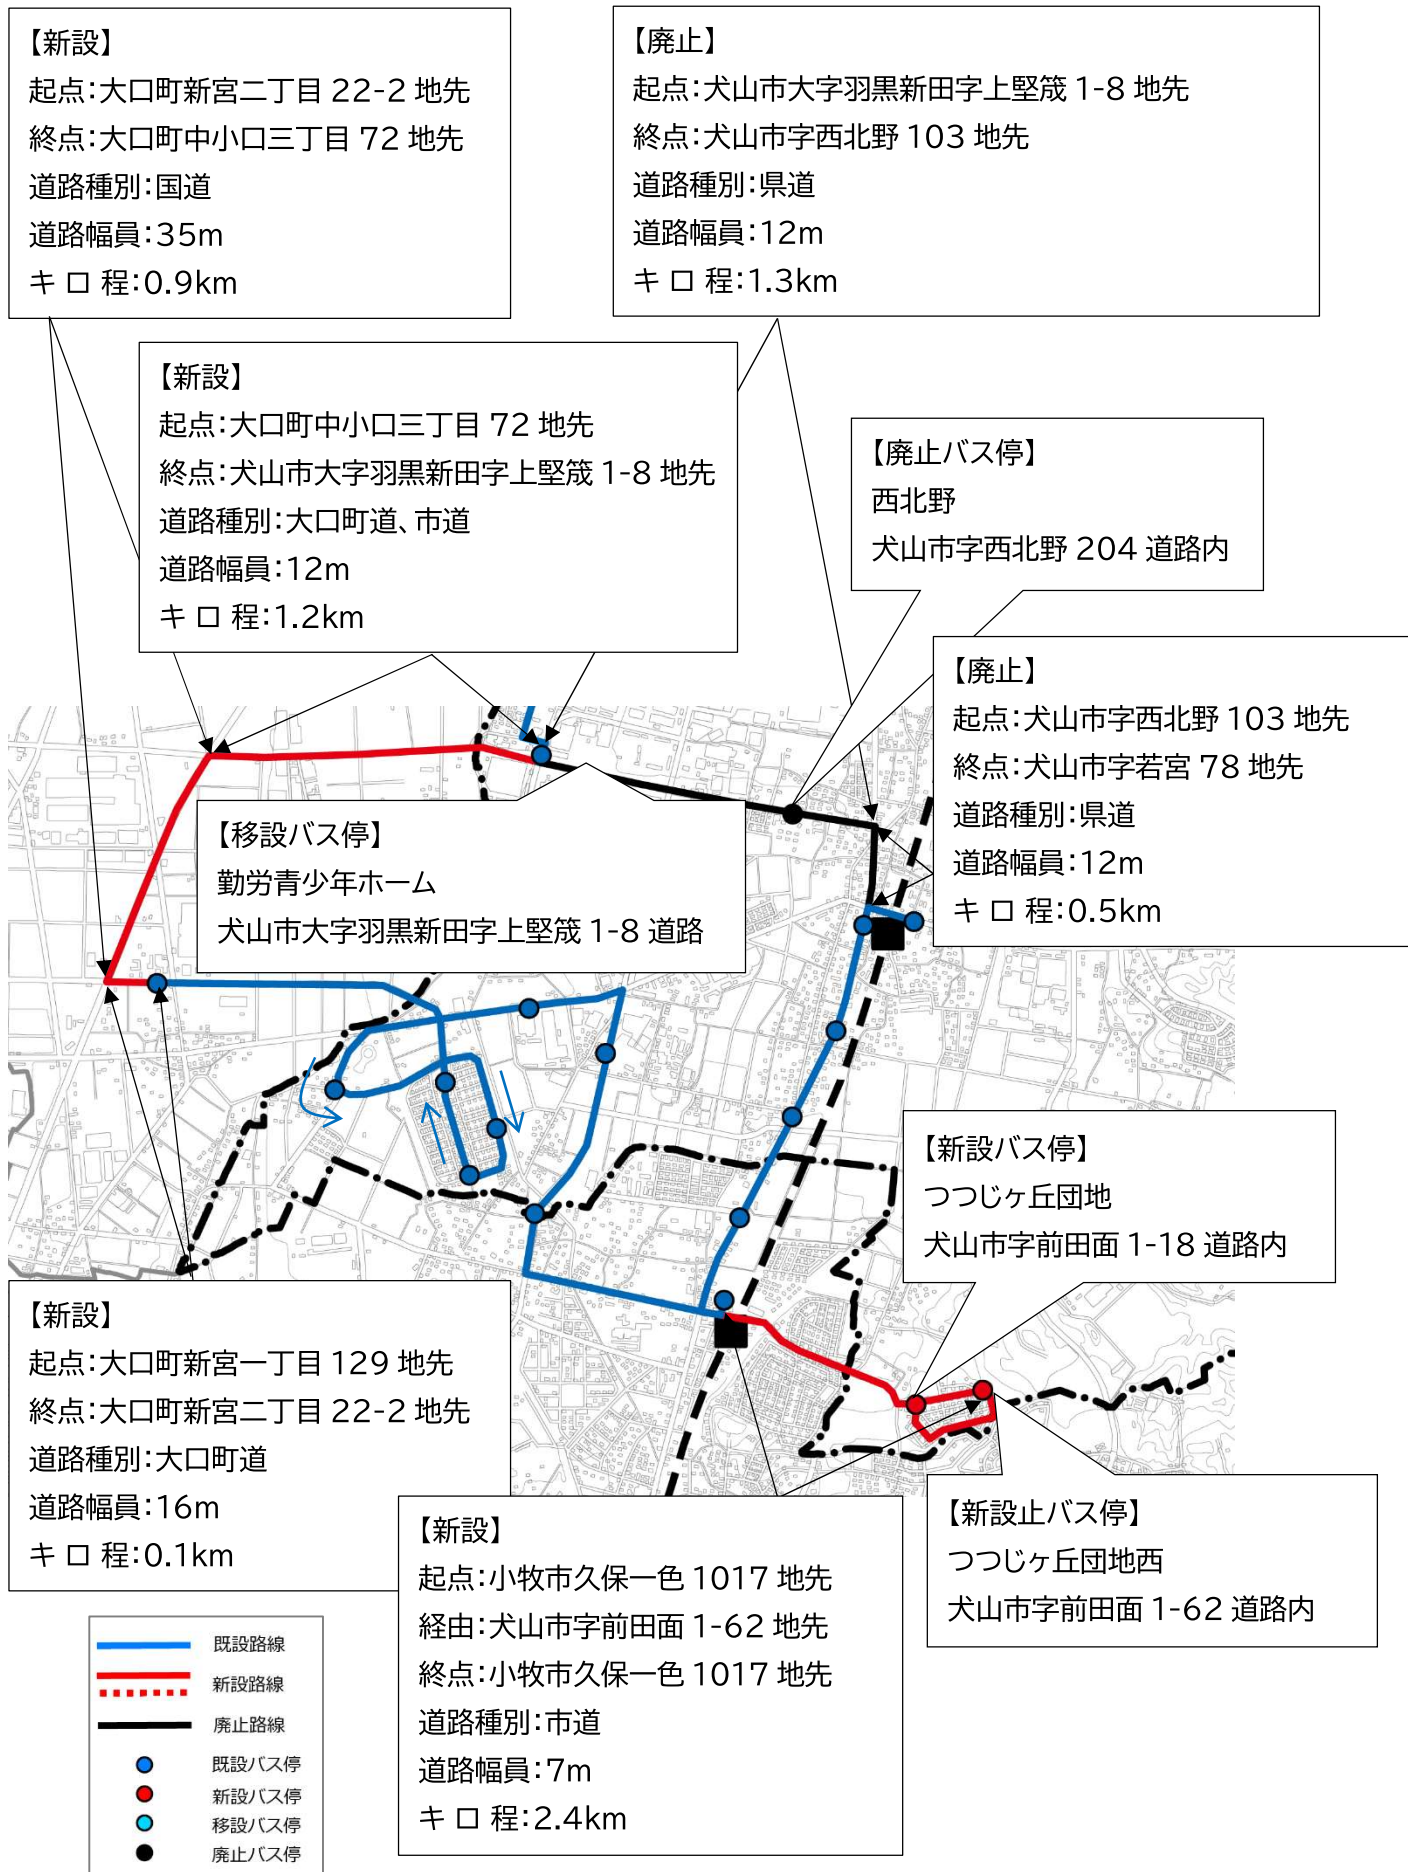 【新設】
起点：大口町新宮二丁目 22-2 地先
終点：大口町中小口三丁目 72 地先
道路種別：国道
道路幅員：35m
キ ロ 程：0.9km
【廃止】
起点：犬山市大字羽黒新田字上堅筬 1-8 地先
終点：犬山市字西北野 103 地先
道路種別：県道
道路幅員：12m
キ ロ 程：1.3km
【新設】
起点：大口町中小口三丁目 72 地先
終点：犬山市大字羽黒新田字上堅筬 1-8 地先
道路種別：大口町道、市道
道路幅員：12m
キ ロ 程：1.2km
【廃止バス停】
西北野
犬山市字西北野 204 道路内
【廃止】
起点：犬山市字西北野 103 地先
終点：犬山市字若宮 78 地先
道路種別：県道
道路幅員：12m
キ ロ 程：0.5km
【移設バス停】
勤労青少年ホーム
犬山市大字羽黒新田字上堅筬 1-8 道路
【新設バス停】
つつじヶ丘団地
犬山市字前田面 1-18 道路内
【新設】
起点：大口町新宮一丁目 129 地先
終点：大口町新宮二丁目 22-2 地先
道路種別：大口町道
道路幅員：16m
キ ロ 程：0.1km
【新設】
起点：小牧市久保一色 1017 地先
経由：犬山市字前田面 1-62 地先
終点：小牧市久保一色 1017 地先
道路種別：市道
道路幅員：7m
キ ロ 程：2.4km
【新設止バス停】
つつじヶ丘団地西
犬山市字前田面 1-62 道路内
既設路線
新設路線
廃止路線
既設バス停
新設バス停
移設バス停
廃止バス停